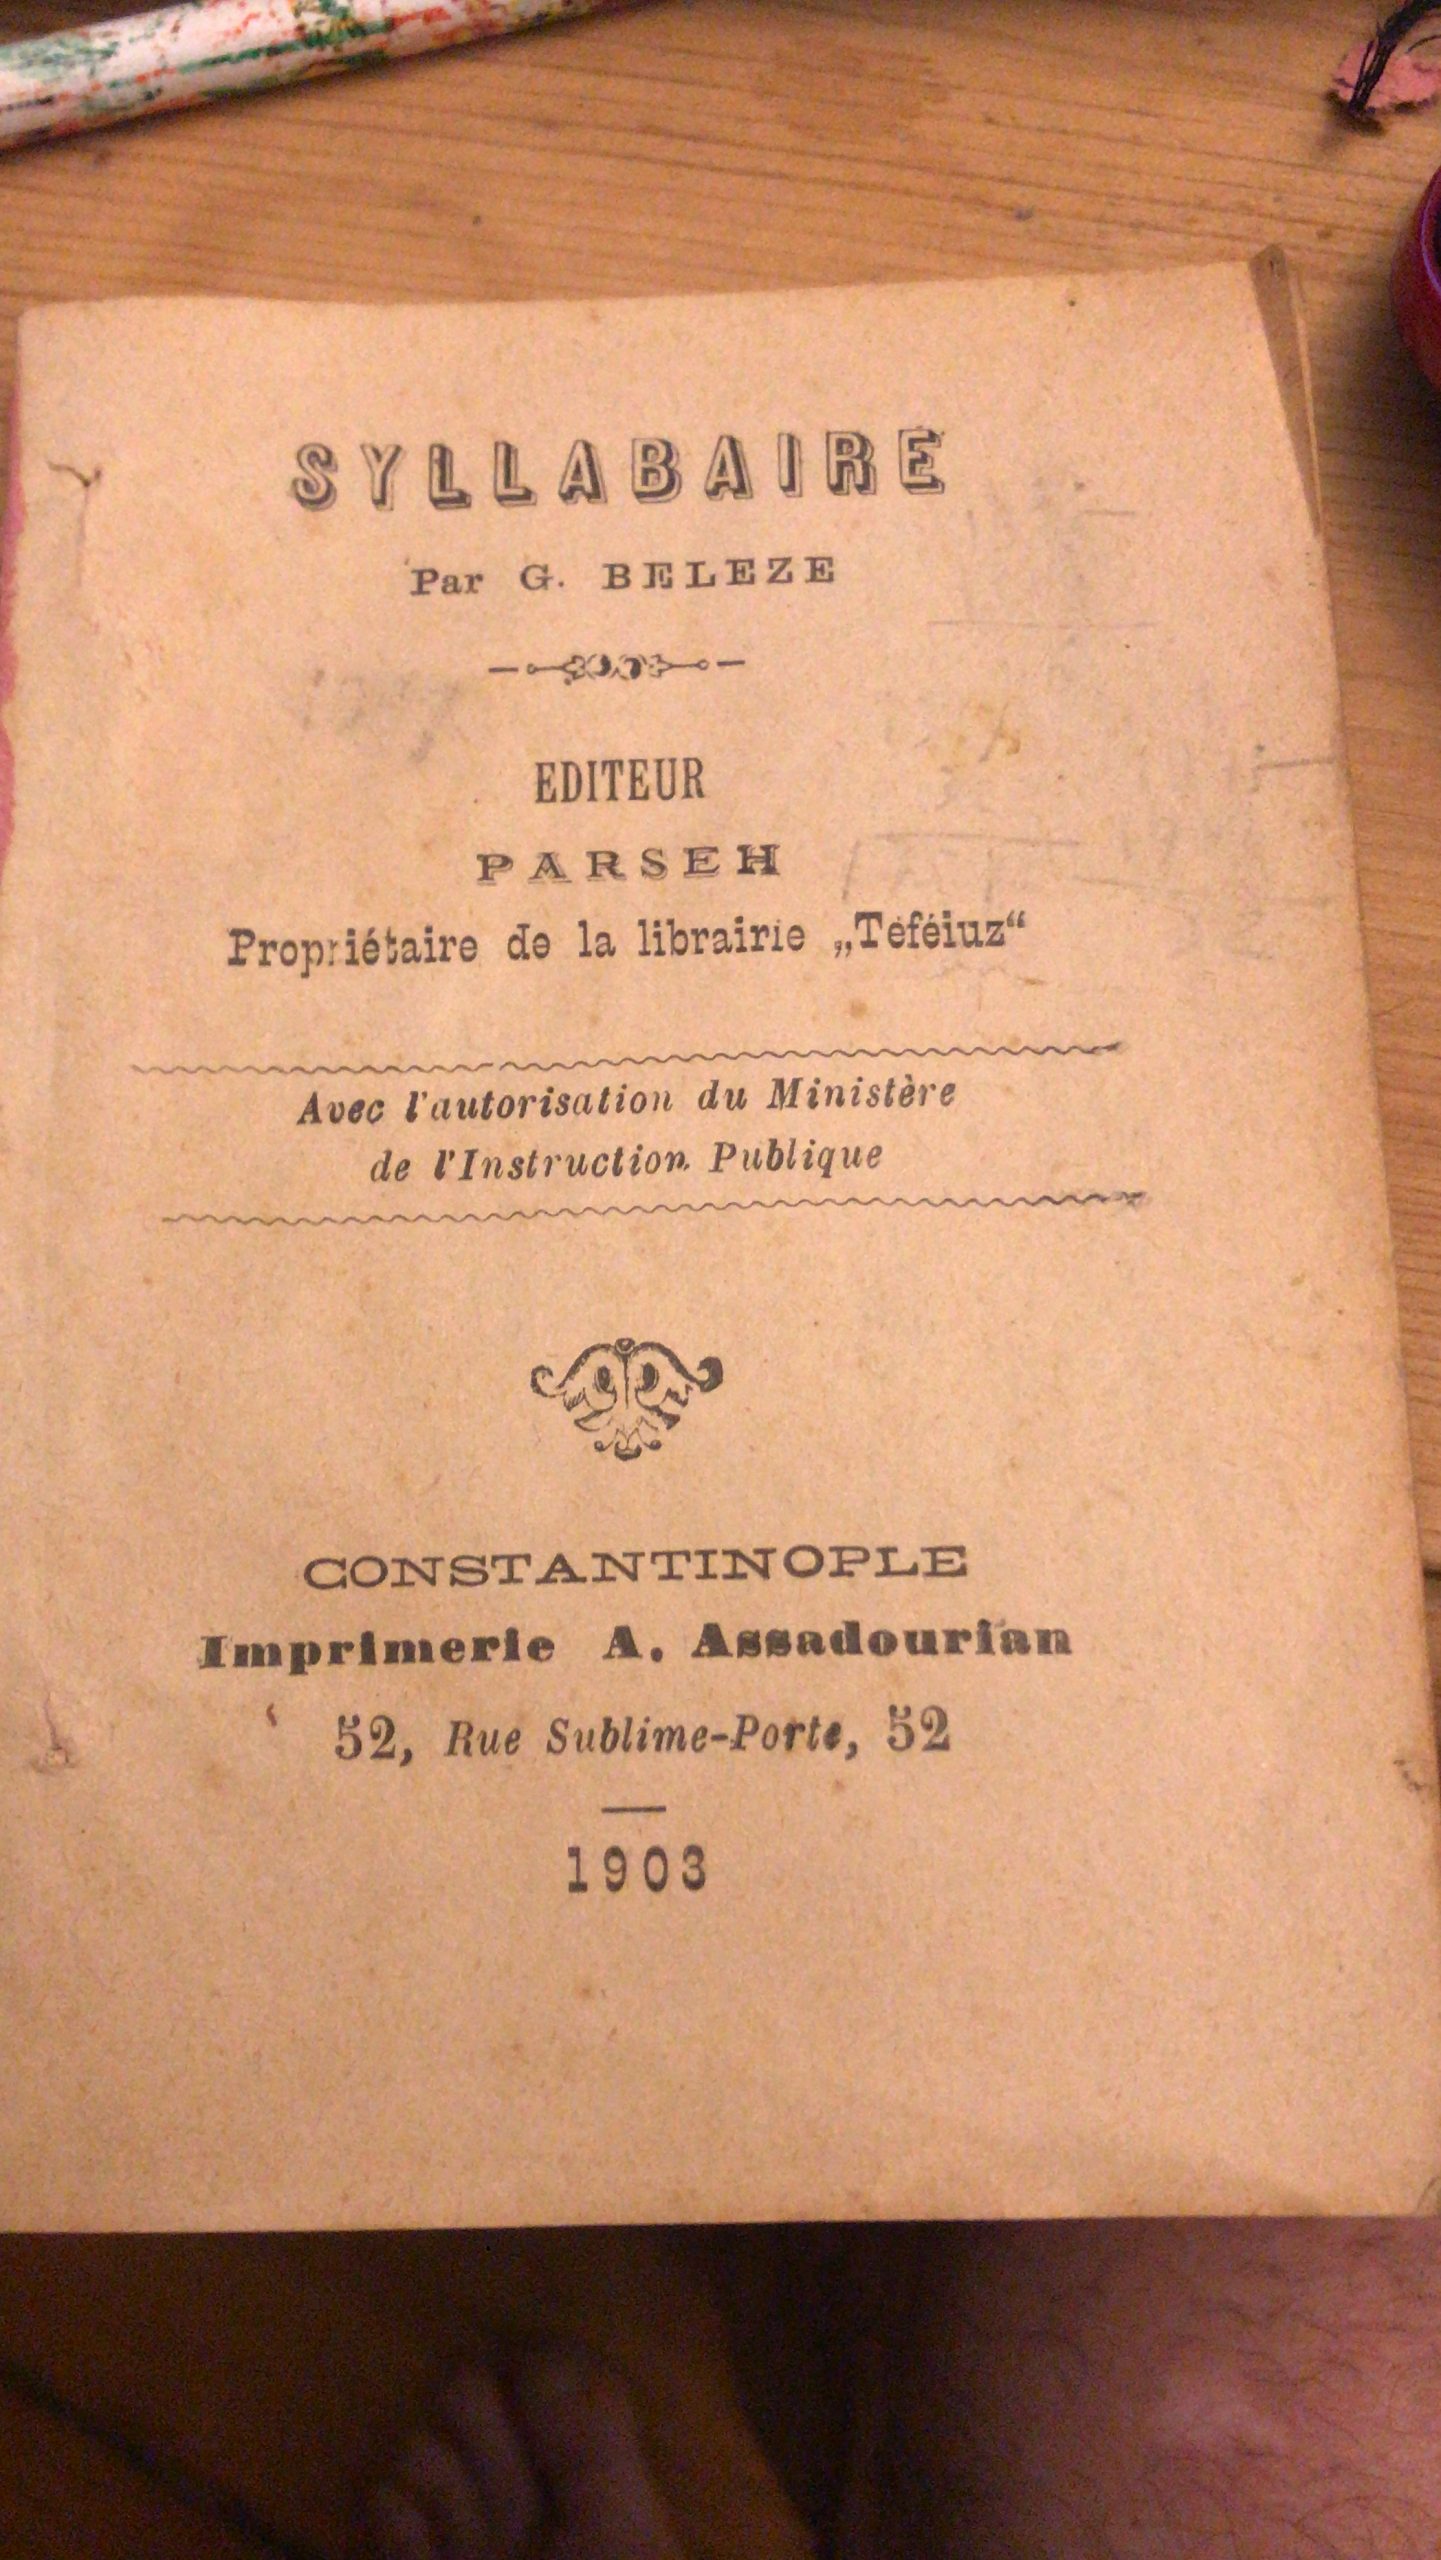 SYLLABAIRE
Par G. BELEZE
EDITEUR
PARSEH
Propriétaire de la librairie „Téféiuz“
Avec l'autorisation du Ministère
de l'Instruction Publique
CONSTANTINOPLE
Imprimerie A. Assadourian
52, Rue Sublime-Porte, 52
1903